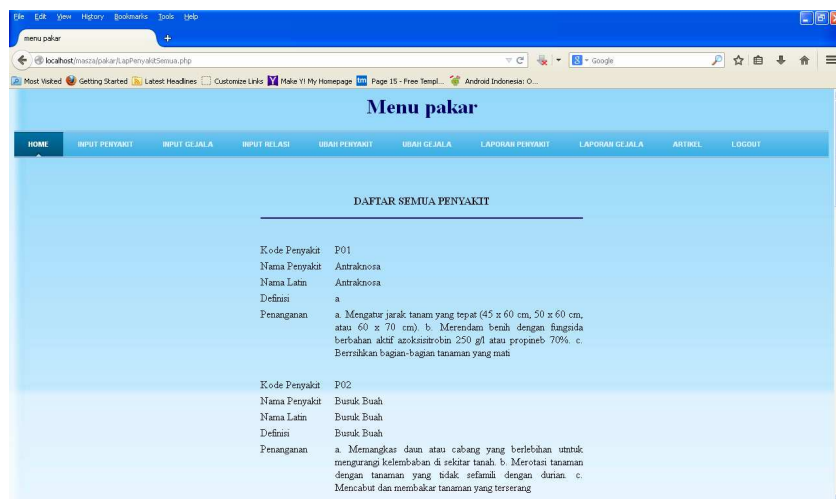 File Edit View History Bookmarks Tools Help
menu pakar
localhost/masza/pakar/LapPenyakitSemua.php
Google
Most Visited Getting Started Latest Headlines Customize Links Make Y! My Homepage Page 15 - Free Templ... Android Indonesia: O...
Menu pakar
HOME INPUT PENYAKIT INPUT GEJALA INPUT RELASI UBAH PENYAKIT UBAH GEJALA LAPORAN PENYAKIT LAPORAN GEJALA ARTIKEL LOGOUT
DAFTAR SEMUA PENYAKIT
Kode Penyakit P01
Nama Penyakit Antraknosa
Nama Latin Antraknosa
Definisi a
Penanganan a. Mengatur jarak tanam yang tepat (45 x 60 cm, 50 x 60 cm,
atau 60 x 70 cm). b. Merendam benih dengan fungsida
berbahan aktif azoksisitrobin 250 g/l atau propineb 70%. c.
Berrsihkan bagian-bagian tanaman yang mati
Kode Penyakit P02
Nama Penyakit Busuk Buah
Nama Latin Busuk Buah
Definisi Busuk Buah
Penanganan a. Memangkas daun atau cabang yang berlebihan utntuk
mengurangi kelembaban di sekitar tanah. b. Merotasi tanaman
dengan tanaman yang tidak sefamili dengan durian. c.
Mencabut dan membakar tanaman yang terserang